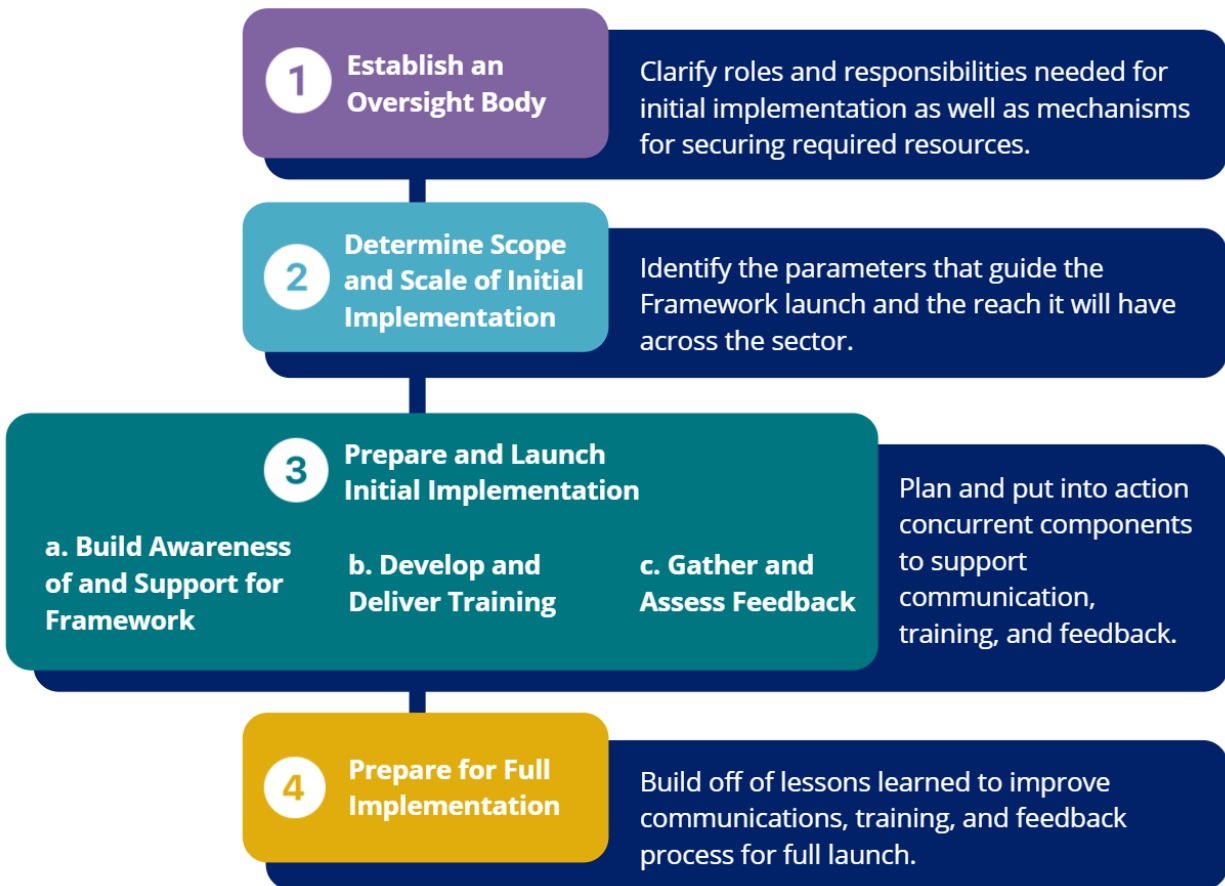 1
Establish an
Oversight Body
Clarify roles and responsibilities needed for
initial implementation as well as mechanisms
for securing required resources.
2
Determine Scope
and Scale of Initial
Implementation
Identify the parameters that guide the
Framework launch and the reach it will have
across the sector.
3
Prepare and Launch
Initial Implementation
a. Build Awareness
of and Support for
Framework
b. Develop and
Deliver Training
c. Gather and
Assess Feedback
Plan and put into action
concurrent components
to support
communication,
training, and feedback.
4
Prepare for Full
Implementation
Build off of lessons learned to improve
communications, training, and feedback
process for full launch.